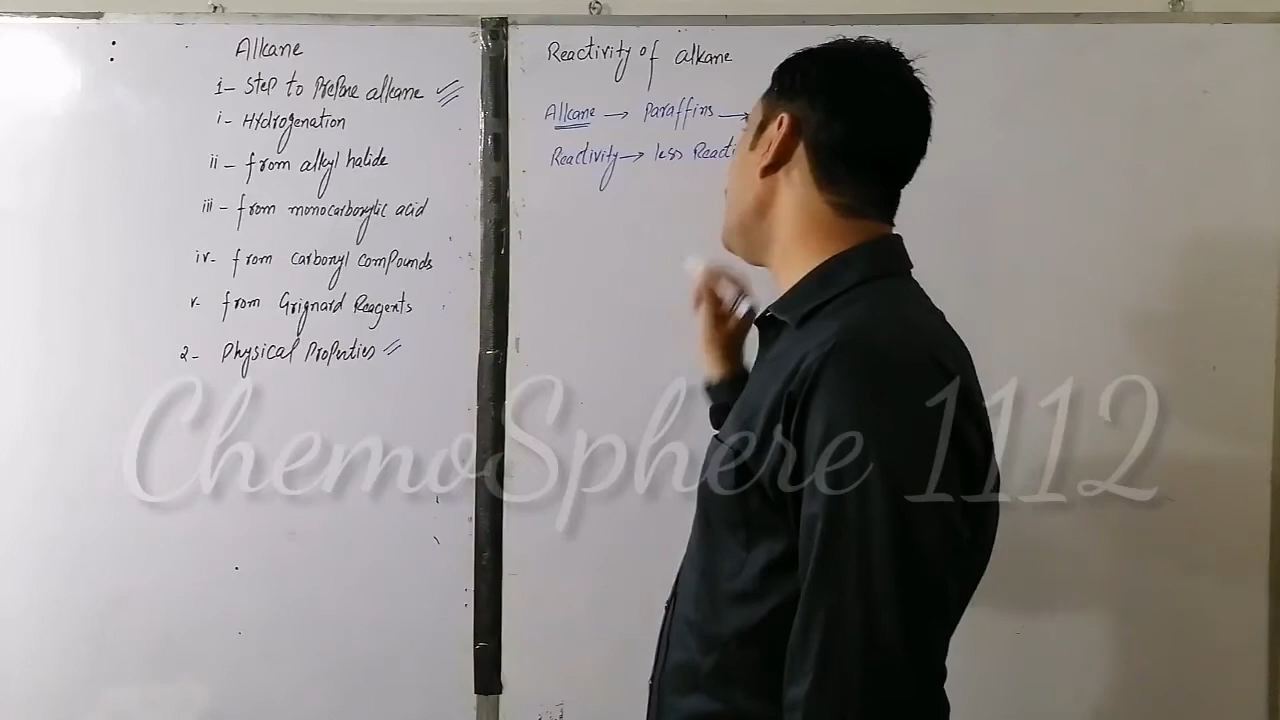 Alkane
1- Step to Prepare alkane
i- Hydrogenation
ii- from alkyl halide
iii- from monocarboxylic acid
iv- from carbonyl compounds
v- from Grignard Reagents
2- Physical Properties
Reactivity of alkane
Alkane → Paraffins →
Reactivity → less Reacti
ChemoSphere 1112